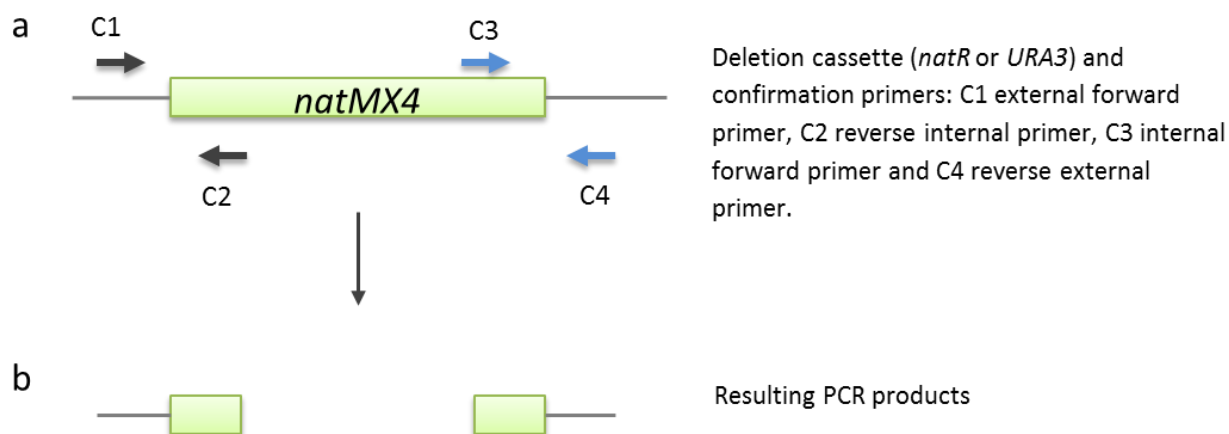 a
C1
C3
natMX4
C2
C4
Deletion cassette (natR or URA3) and
confirmation primers: C1 external forward
primer, C2 reverse internal primer, C3 internal
forward primer and C4 reverse external
primer.
b
Resulting PCR products